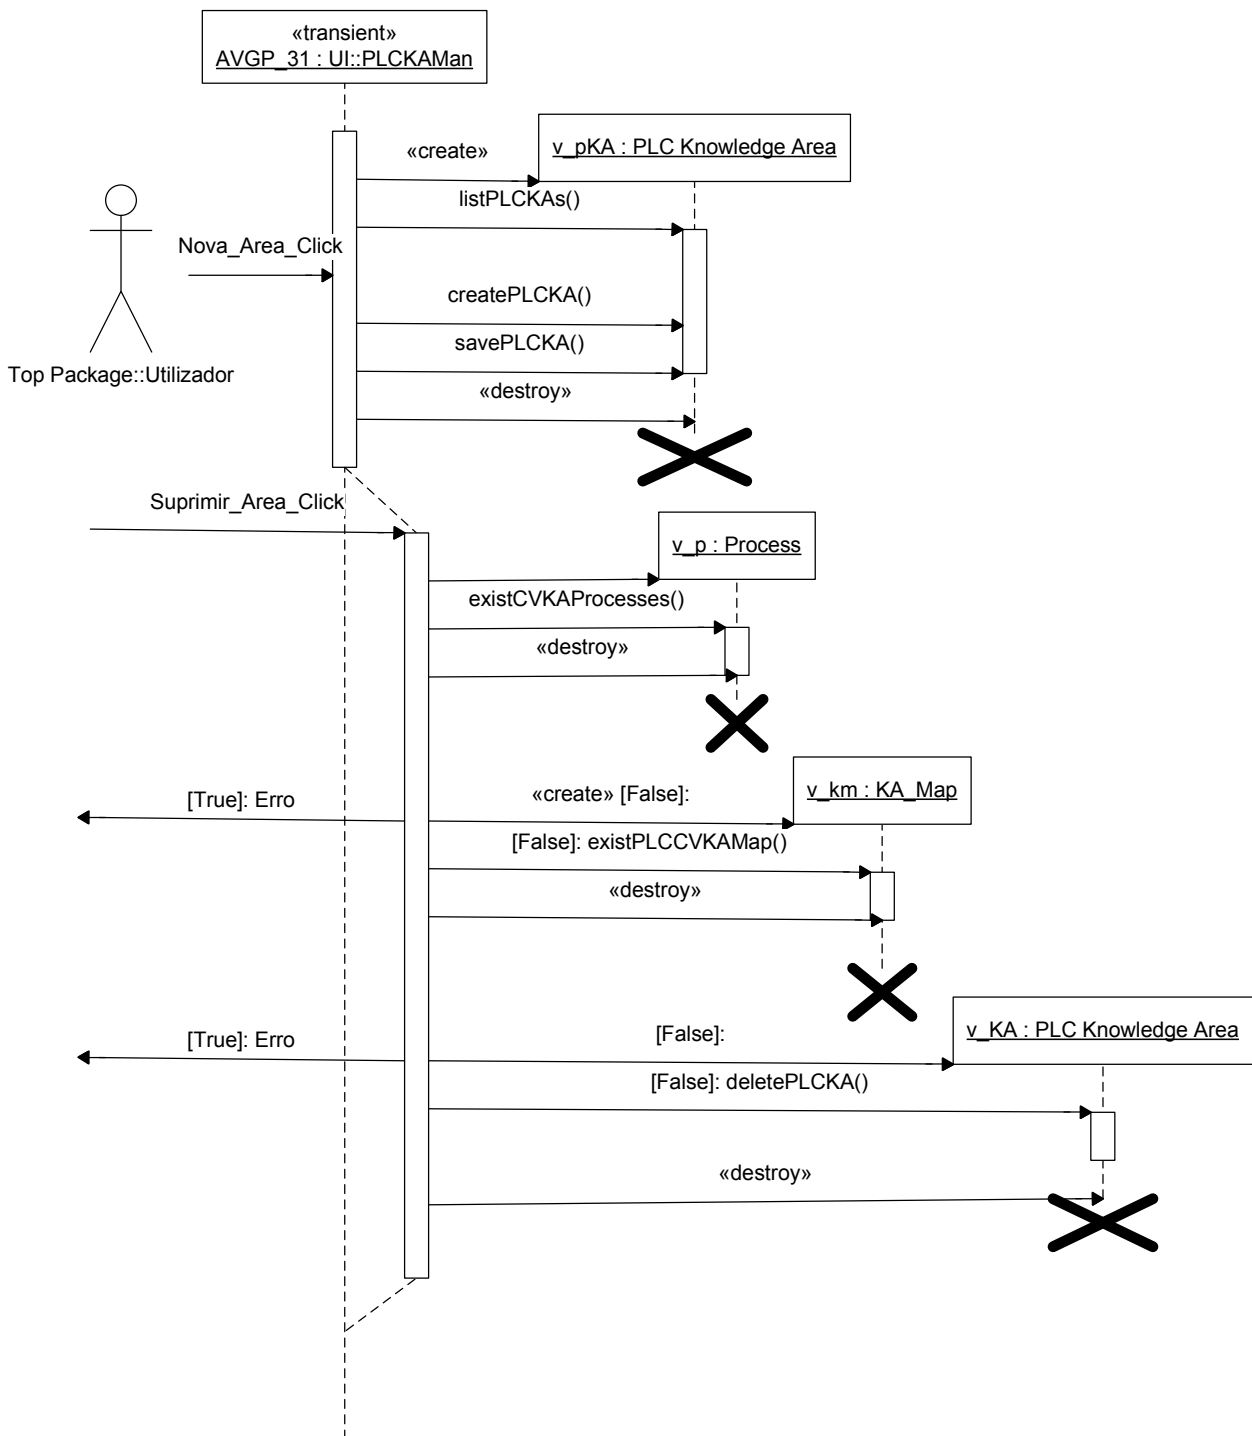 «transient»
AVGP_31 : UI::PLCKAMan
v_pKA : PLC Knowledge Area
«create»
listPLCKAs()
Nova_Area_Click
createPLCKA()
savePLCKA()
Top Package::Utilizador
«destroy»
Suprimir_Area_Click
v_p : Process
existCVKAProcesses()
«destroy»
v_km : KA_Map
[True]: Erro
«create» [False]:
[False]: existPLCCVKAMap()
«destroy»
v_KA : PLC Knowledge Area
[True]: Erro
[False]:
[False]: deletePLCKA()
«destroy»